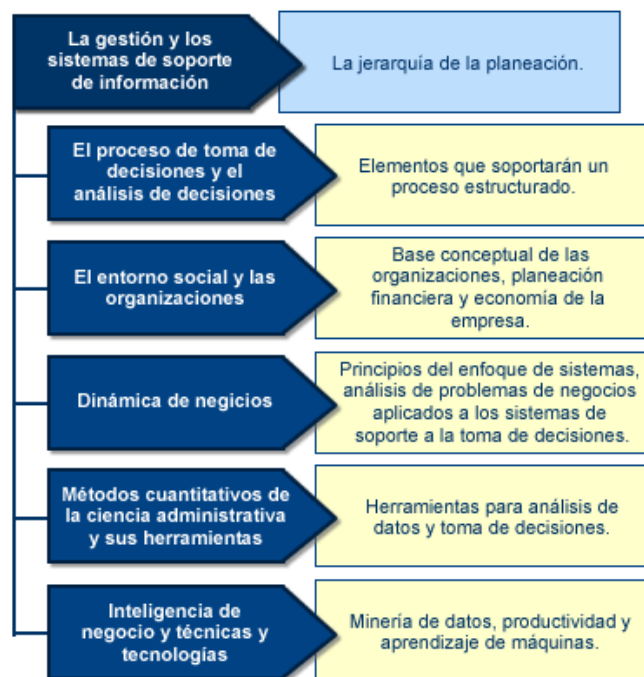 La gestión y los
sistemas de soporte
de información
La jerarquía de la planeación.
El proceso de toma de
decisiones y el
análisis de decisiones
Elementos que soportarán un
proceso estructurado.
El entorno social y las
organizaciones
Base conceptual de las
organizaciones, planeación
financiera y economía de la
empresa.
Dinámica de negicios
Principios del enfoque de sistemas,
análisis de problemas de negocios
aplicados a los sistemas de
soporte a la toma de decisiones.
Métodos cuantitativos de
la ciencia administrativa
y sus herramientas
Herramientas para análisis de
datos y toma de decisiones.
Inteligencia de
negocio y técnicas y
tecnologías
Minería de datos, productividad y
aprendizaje de máquinas.